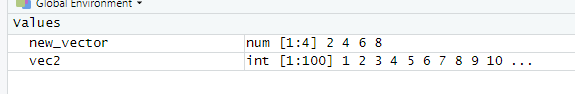 Global Environment
Values
new_vector num [1:4] 2 4 6 8
vec2 int [1:100] 1 2 3 4 5 6 7 8 9 10 ...